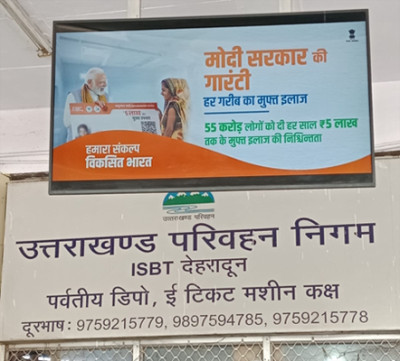 मोदी सरकार की
गारंटी
हर गरीब का मुफ्त इलाज
55 करोड़ लोगों को दी हर साल ₹5 लाख
तक के मुफ्त इलाज की निश्चिन्तता
हमारा संकल्प
विकसित भारत
उत्तराखण्ड परिवहन
उत्तराखण्ड परिवहन निगम
ISBT देहरादून
पर्वतीय डिपो, ई टिकट मशीन कक्ष
दूरभाष: 9759215779, 9897594785, 9759215778